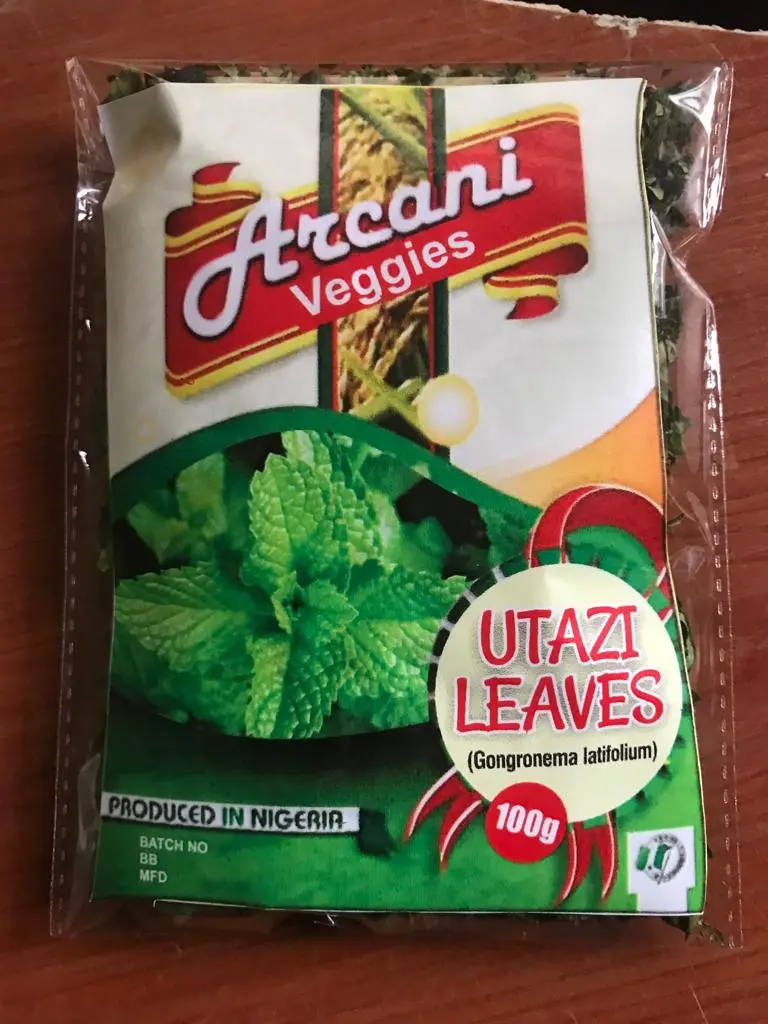 Arcani
Veggies
UTAZI
LEAVES
(Gongronema latifolium)
100g
PRODUCED IN NIGERIA
BATCH NO
BB
MFD